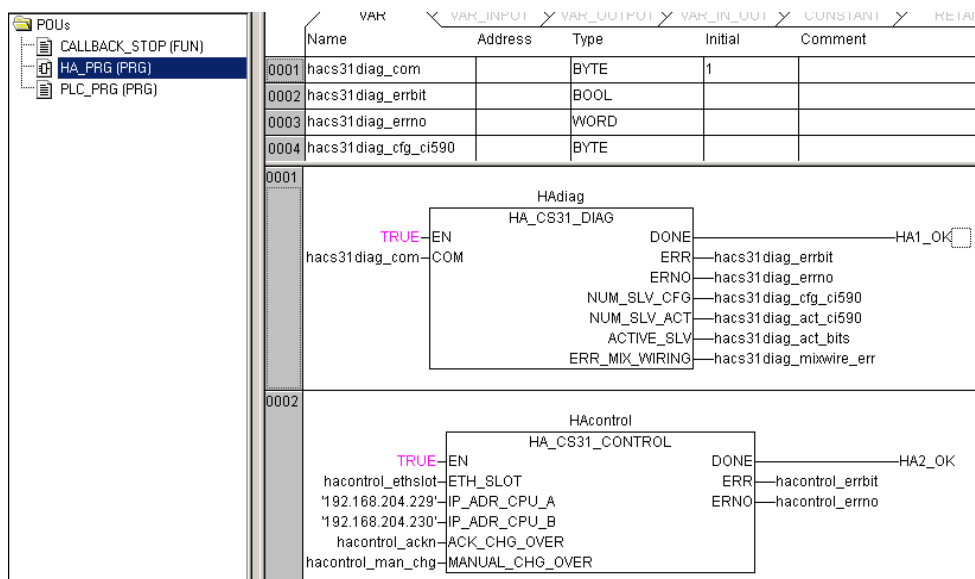 POUs
CALLBACK_STOP (FUN)
HA_PRG (PRG)
PLC_PRG (PRG)
VAR VAR_INPUT VAR_OUTPUT VAR_IN_OUT CONSTANT RETAI
Name Address Type Initial Comment
0001 hacs31diag_com BYTE 1
0002 hacs31diag_errbit BOOL
0003 hacs31diag_errno WORD
0004 hacs31diag_cfg_ci590 BYTE
0001
HAdiag
HA_CS31_DIAG
TRUE EN DONE HA1_OK
hacs31diag_com COM ERR hacs31diag_errbit
ERNO hacs31diag_errno
NUM_SLV_CFG hacs31diag_cfg_ci590
NUM_SLV_ACT hacs31diag_act_ci590
ACTIVE_SLV hacs31diag_act_bits
ERR_MIX_WIRING hacs31diag_mixwire_err
0002
HAcontrol
HA_CS31_CONTROL
TRUE EN DONE HA2_OK
hacontrol_ethslot ETH_SLOT ERR hacontrol_errbit
'192.168.204.229' IP_ADR_CPU_A ERNO hacontrol_errno
'192.168.204.230' IP_ADR_CPU_B
hacontrol_ackn ACK_CHG_OVER
hacontrol_man_chg MANUAL_CHG_OVER